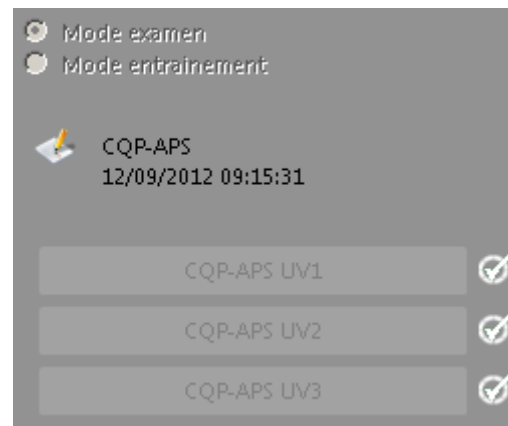 Mode examen
Mode entrainement
CQP-APS
12/09/2012 09:15:31
CQP-APS UV1
CQP-APS UV2
CQP-APS UV3